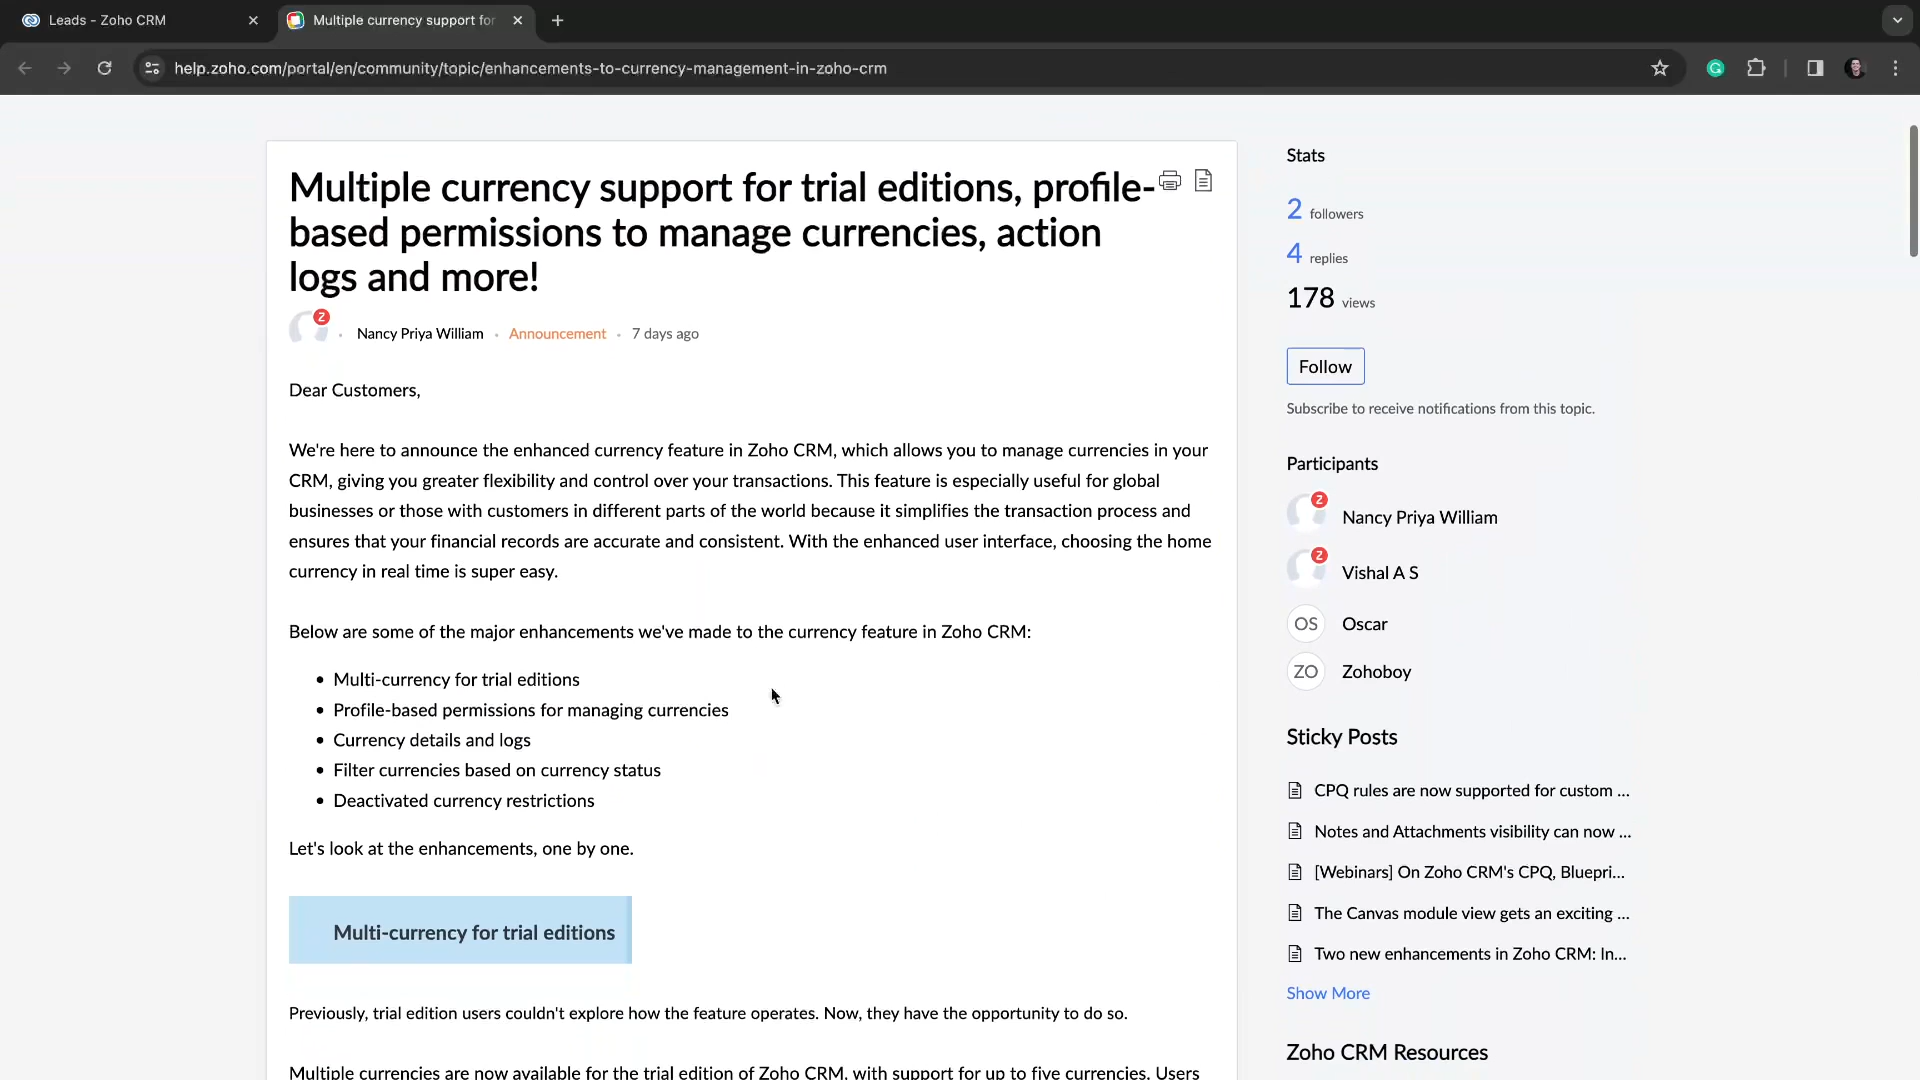 Leads - Zoho CRM
Multiple currency support for
help.zoho.com/portal/en/community/topic/enhancements-to-currency-management-in-zoho-crm
Multiple currency support for trial editions, profile-
based permissions to manage currencies, action
logs and more!
Nancy Priya William · Announcement · 7 days ago
Dear Customers,
We're here to announce the enhanced currency feature in Zoho CRM, which allows you to manage currencies in your
CRM, giving you greater flexibility and control over your transactions. This feature is especially useful for global
businesses or those with customers in different parts of the world because it simplifies the transaction process and
ensures that your financial records are accurate and consistent. With the enhanced user interface, choosing the home
currency in real time is super easy.
Below are some of the major enhancements we've made to the currency feature in Zoho CRM:
• Multi-currency for trial editions
• Profile-based permissions for managing currencies
• Currency details and logs
• Filter currencies based on currency status
• Deactivated currency restrictions
Let's look at the enhancements, one by one.
Multi-currency for trial editions
Previously, trial edition users couldn't explore how the feature operates. Now, they have the opportunity to do so.
Multiple currencies are now available for the trial edition of Zoho CRM, with support for up to five currencies. Users
Stats
2 followers
4 replies
178 views
Follow
Subscribe to receive notifications from this topic.
Participants
Z
Nancy Priya William
Z
Vishal A S
OS Oscar
ZO Zohoboy
Sticky Posts
CPQ rules are now supported for custom ...
Notes and Attachments visibility can now ...
[Webinars] On Zoho CRM's CPQ, Bluepri...
The Canvas module view gets an exciting ...
Two new enhancements in Zoho CRM: In...
Show More
Zoho CRM Resources